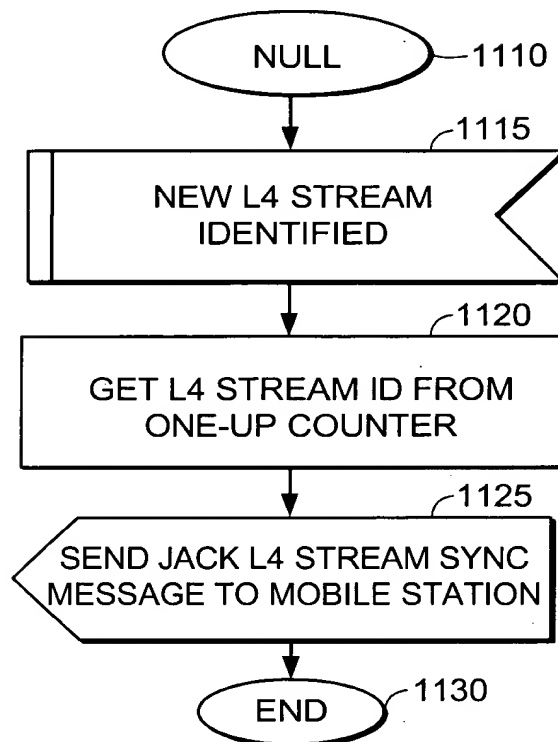 NULL
1110
1115
NEW L4 STREAM
IDENTIFIED
1120
GET L4 STREAM ID FROM
ONE-UP COUNTER
1125
SEND JACK L4 STREAM SYNC
MESSAGE TO MOBILE STATION
1130
END